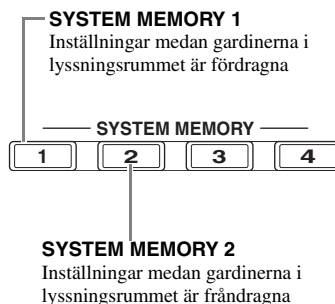 SYSTEM MEMORY 1
Inställningar medan gardinerna i
lyssningsrummet är fördragna
SYSTEM MEMORY
1 2 3 4
SYSTEM MEMORY 2
Inställningar medan gardinerna i
lyssningsrummet är fråndragna